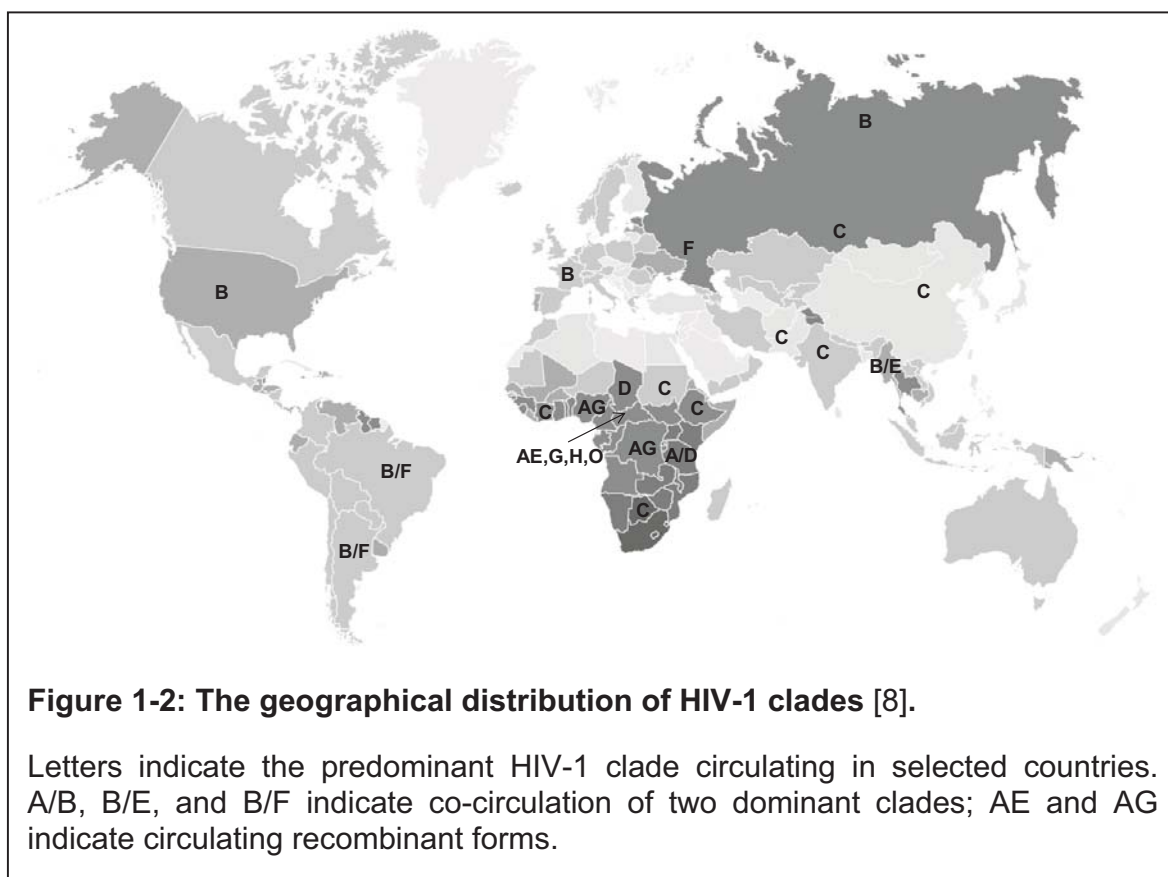 B
C
F
B
B
C
C
C
B/E
D
C
C
AG
C
AE,G,H,O
AG
A/D
B/F
C
B/F
Figure 1-2: The geographical distribution of HIV-1 clades [8].
Letters indicate the predominant HIV-1 clade circulating in selected countries.
A/B, B/E, and B/F indicate co-circulation of two dominant clades; AE and AG
indicate circulating recombinant forms.